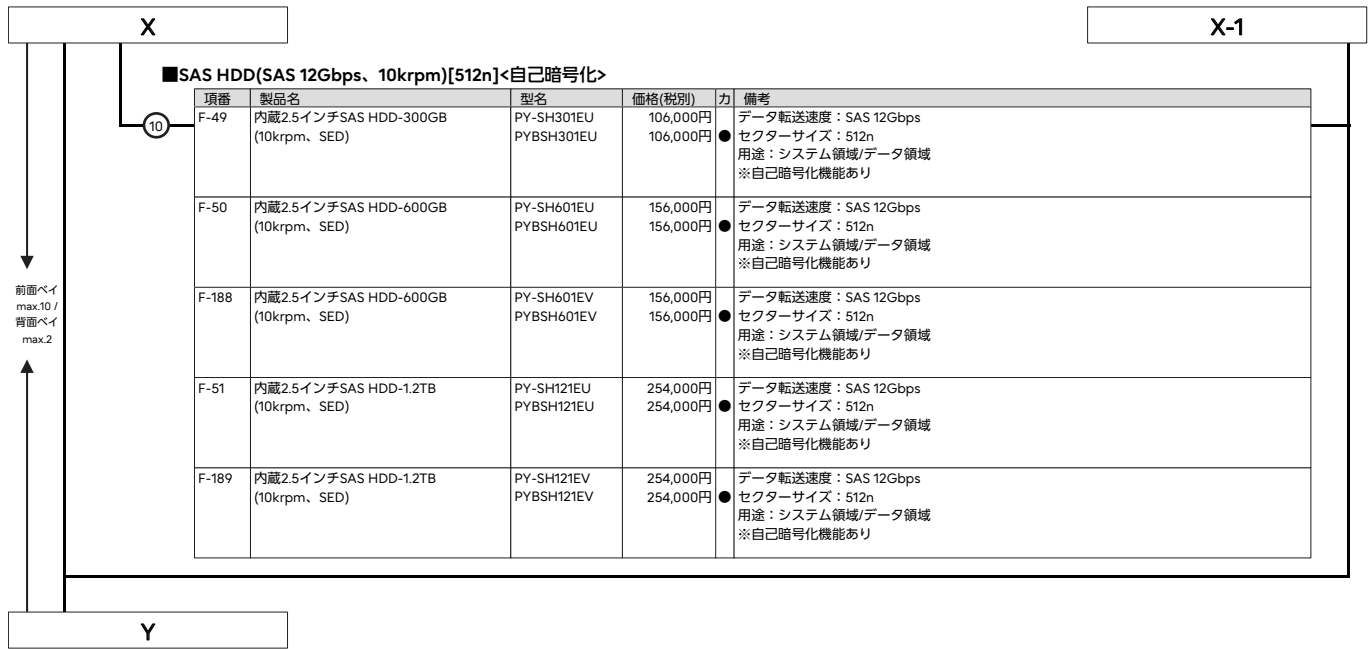 X
X-1
■SAS HDD(SAS 12Gbps、10krpm)[512n]<自己暗号化>
項番 製品名 型名 価格(税別) カ 備考
⑩
F-49 内蔵2.5インチSAS HDD-300GB PY-SH301EU 106,000円 データ転送速度：SAS 12Gbps
(10krpm、SED) PYBSH301EU 106,000円 ● セクターサイズ：512n
用途：システム領域/データ領域
※自己暗号化機能あり
F-50 内蔵2.5インチSAS HDD-600GB PY-SH601EU 156,000円 データ転送速度：SAS 12Gbps
(10krpm、SED) PYBSH601EU 156,000円 ● セクターサイズ：512n
用途：システム領域/データ領域
※自己暗号化機能あり
前面ベイ
max.10 /
背面ベイ
max.2
F-188 内蔵2.5インチSAS HDD-600GB PY-SH601EV 156,000円 データ転送速度：SAS 12Gbps
(10krpm、SED) PYBSH601EV 156,000円 ● セクターサイズ：512n
用途：システム領域/データ領域
※自己暗号化機能あり
F-51 内蔵2.5インチSAS HDD-1.2TB PY-SH121EU 254,000円 データ転送速度：SAS 12Gbps
(10krpm、SED) PYBSH121EU 254,000円 ● セクターサイズ：512n
用途：システム領域/データ領域
※自己暗号化機能あり
F-189 内蔵2.5インチSAS HDD-1.2TB PY-SH121EV 254,000円 データ転送速度：SAS 12Gbps
(10krpm、SED) PYBSH121EV 254,000円 ● セクターサイズ：512n
用途：システム領域/データ領域
※自己暗号化機能あり
Y